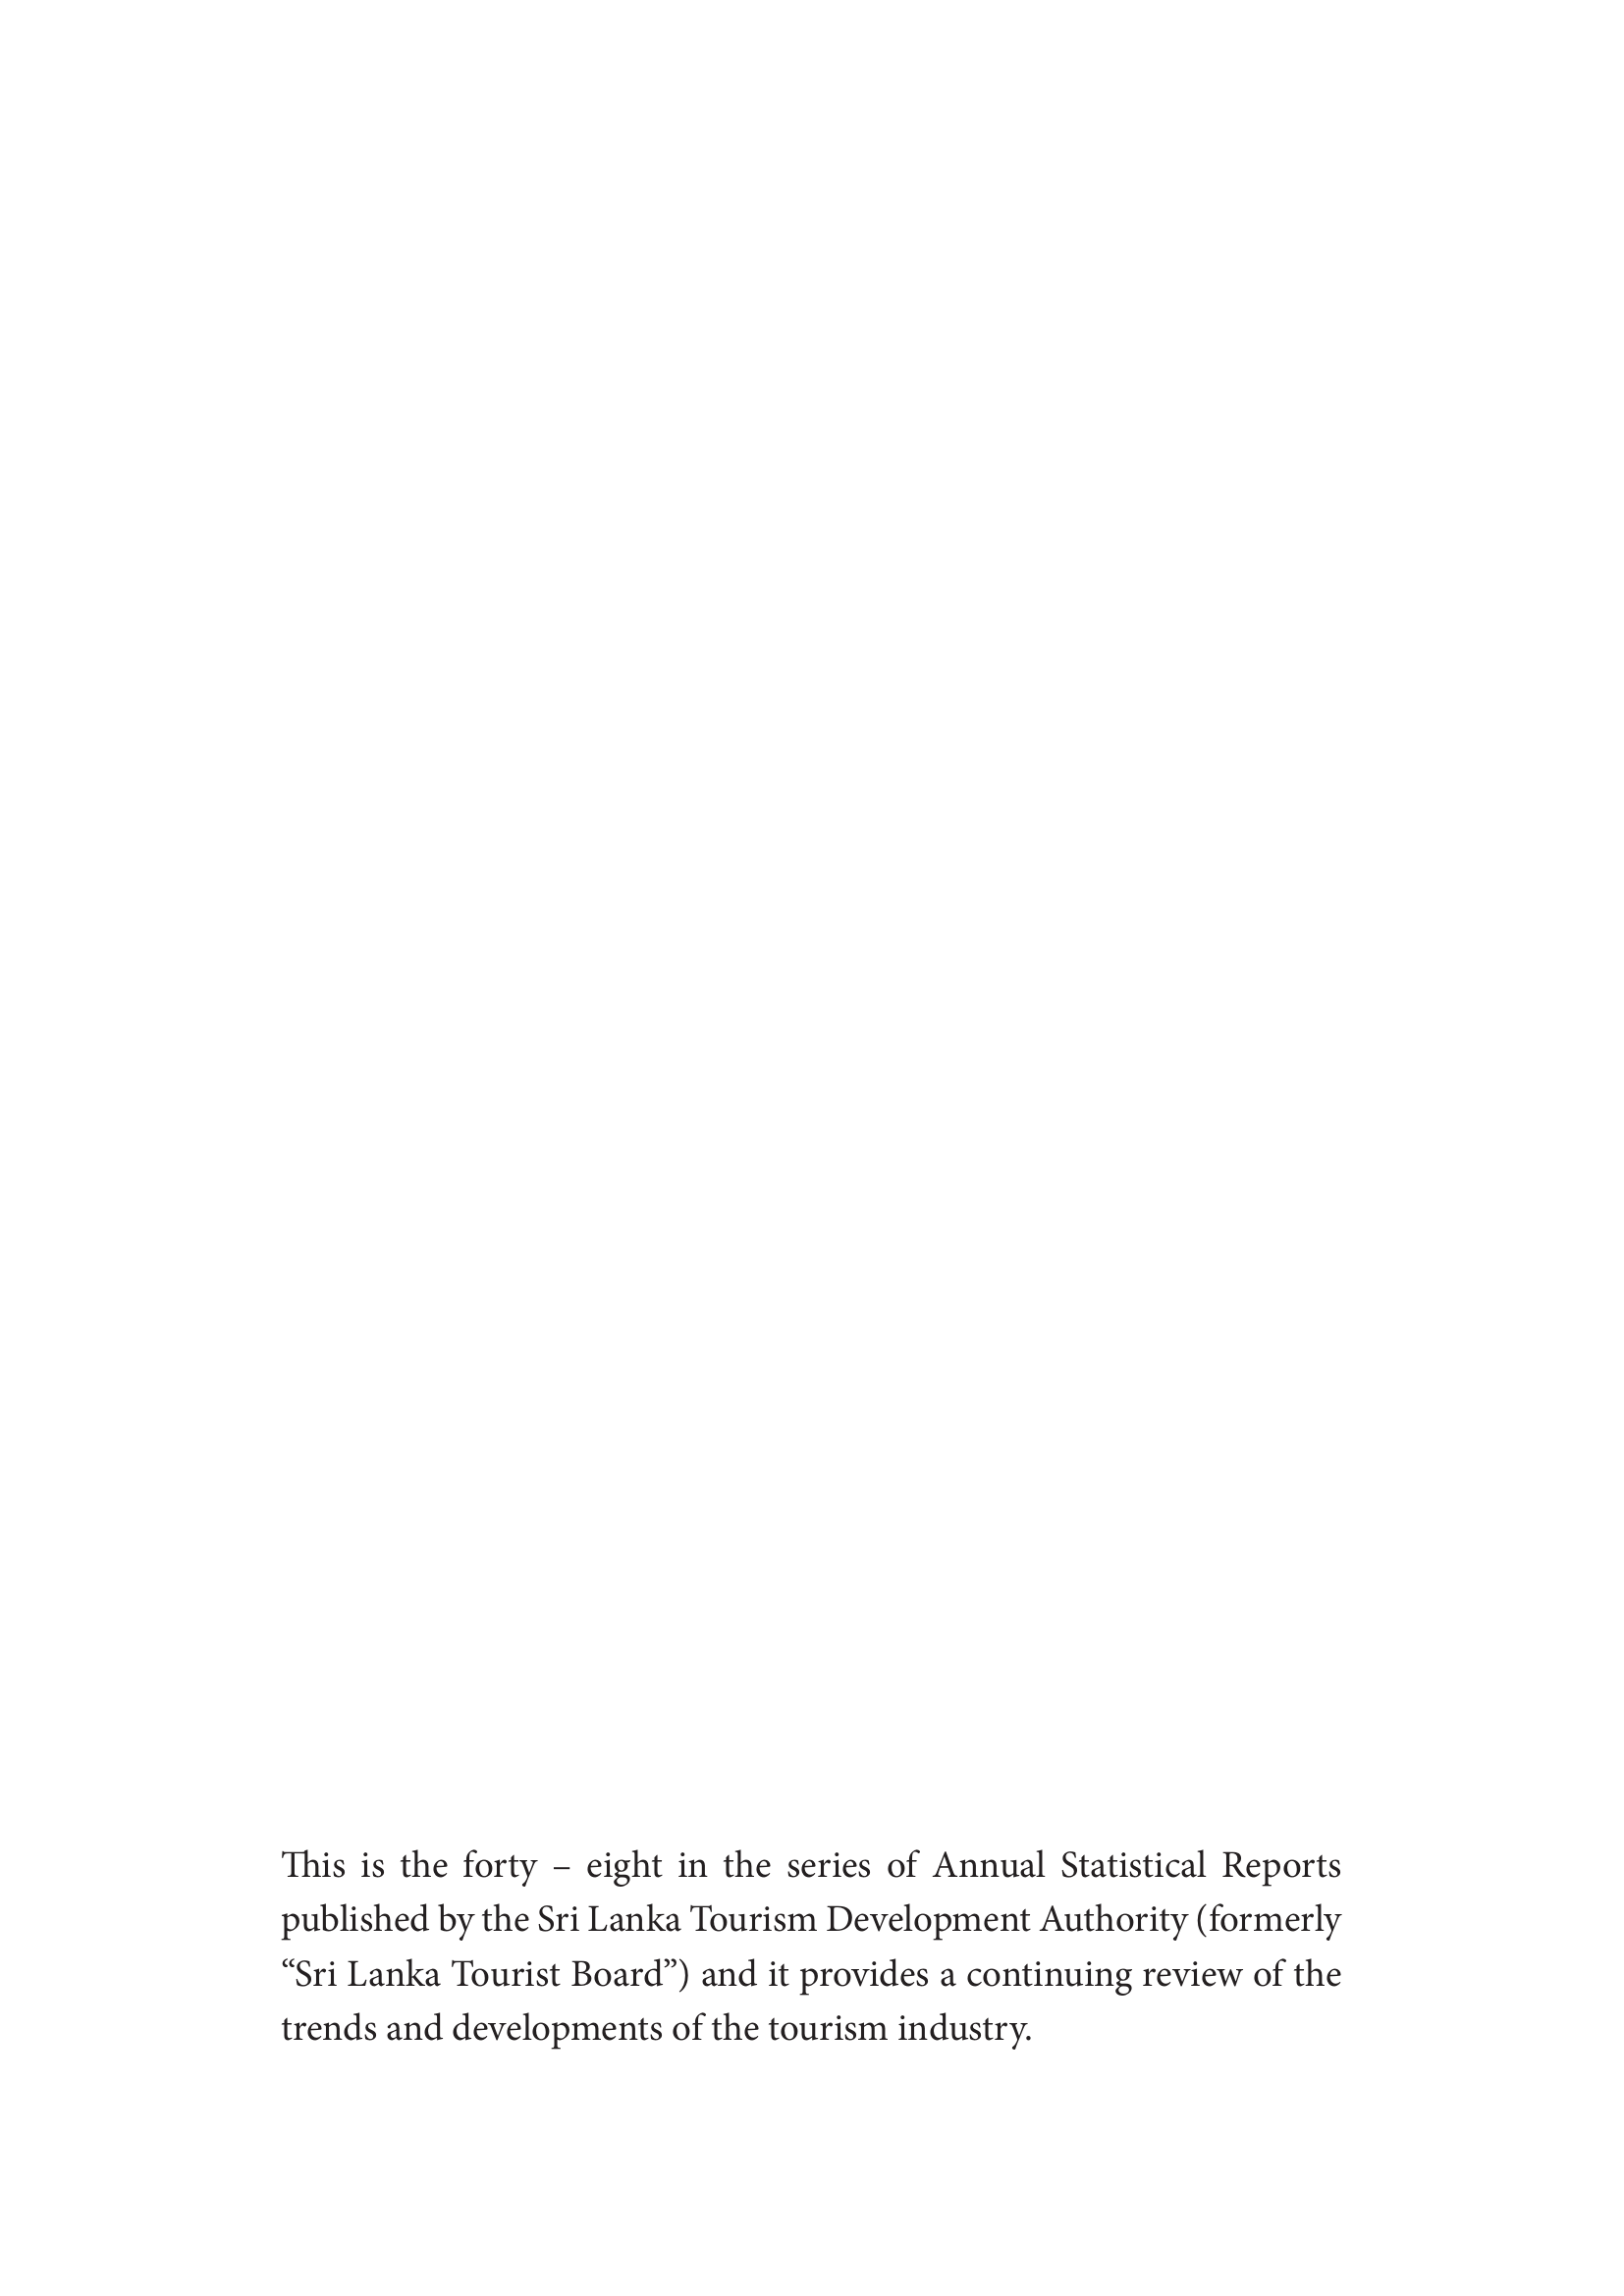 This is the forty – eight in the series of Annual Statistical Reports
published by the Sri Lanka Tourism Development Authority (formerly
“Sri Lanka Tourist Board”) and it provides a continuing review of the
trends and developments of the tourism industry.